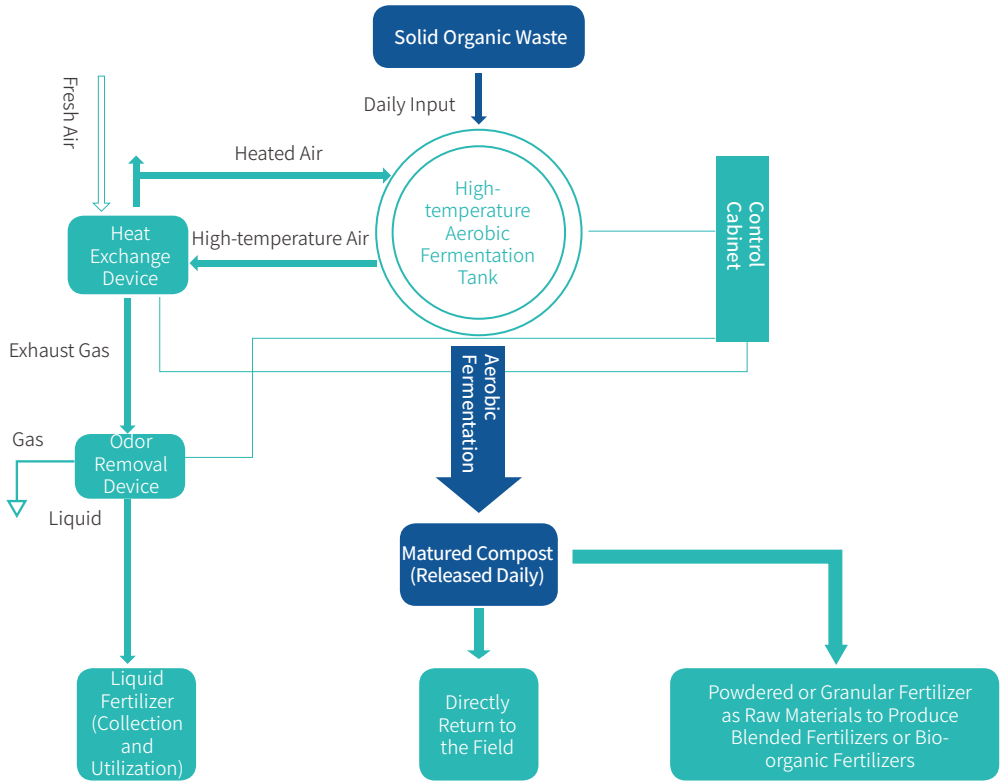 Solid Organic Waste
Fresh Air
Daily Input
Heated Air
High-
temperature
Aerobic
Fermentation
Tank
Control
Cabinet
Heat
Exchange
Device
High-temperature Air
Exhaust Gas
Aerobic
Fermentation
Gas
Odor
Removal
Device
Liquid
Matured Compost
(Released Daily)
Liquid
Fertilizer
(Collection
and
Utilization)
Directly
Return to
the Field
Powdered or Granular Fertilizer
as Raw Materials to Produce
Blended Fertilizers or Bio-
organic Fertilizers